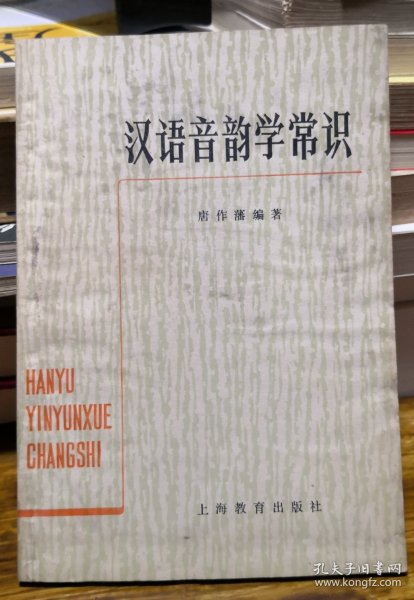 汉语音韵学常识
唐作藩编著
HANYU
YINYUNXUE
CHANGSHI
上海教育出版社
孔夫子旧书网
www.kongfz.com